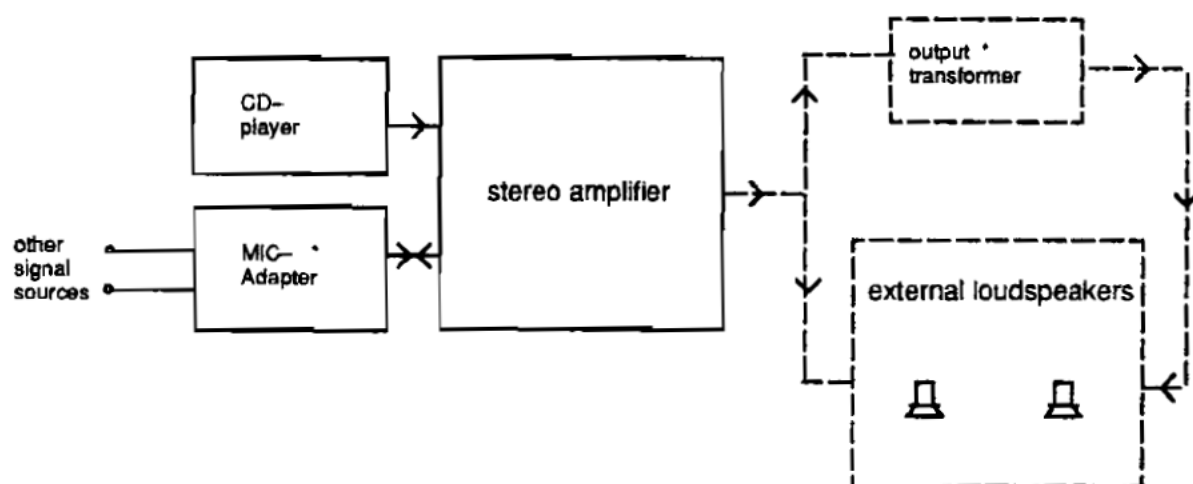 CD–
player
stereo amplifier
output *
transformer
other
signal
sources
MIC– *
Adapter
external loudspeakers